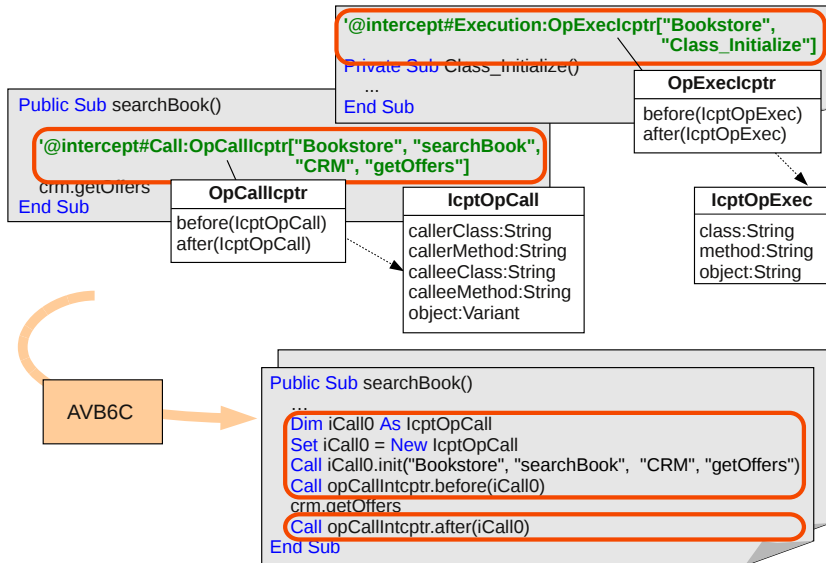 '@intercept#Execution:OpExecIcptr["Bookstore",
"Class_Initialize"]
Private Sub Class_Initialize()
...
End Sub
OpExecIcptr
before(IcptOpExec)
after(IcptOpExec)
IcptOpExec
class:String
method:String
object:String
Public Sub searchBook()
'@intercept#Call:OpCallIcptr["Bookstore", "searchBook",
"CRM", "getOffers"]
crm.getOffers
End Sub
OpCallIcptr
before(IcptOpCall)
after(IcptOpCall)
IcptOpCall
callerClass:String
callerMethod:String
calleeClass:String
calleeMethod:String
object:Variant
AVB6C
Public Sub searchBook()
...
Dim iCall0 As IcptOpCall
Set iCall0 = New IcptOpCall
Call iCall0.init("Bookstore", "searchBook", "CRM", "getOffers")
Call opCallIntcptr.before(iCall0)
crm.getOffers
Call opCallIntcptr.after(iCall0)
End Sub